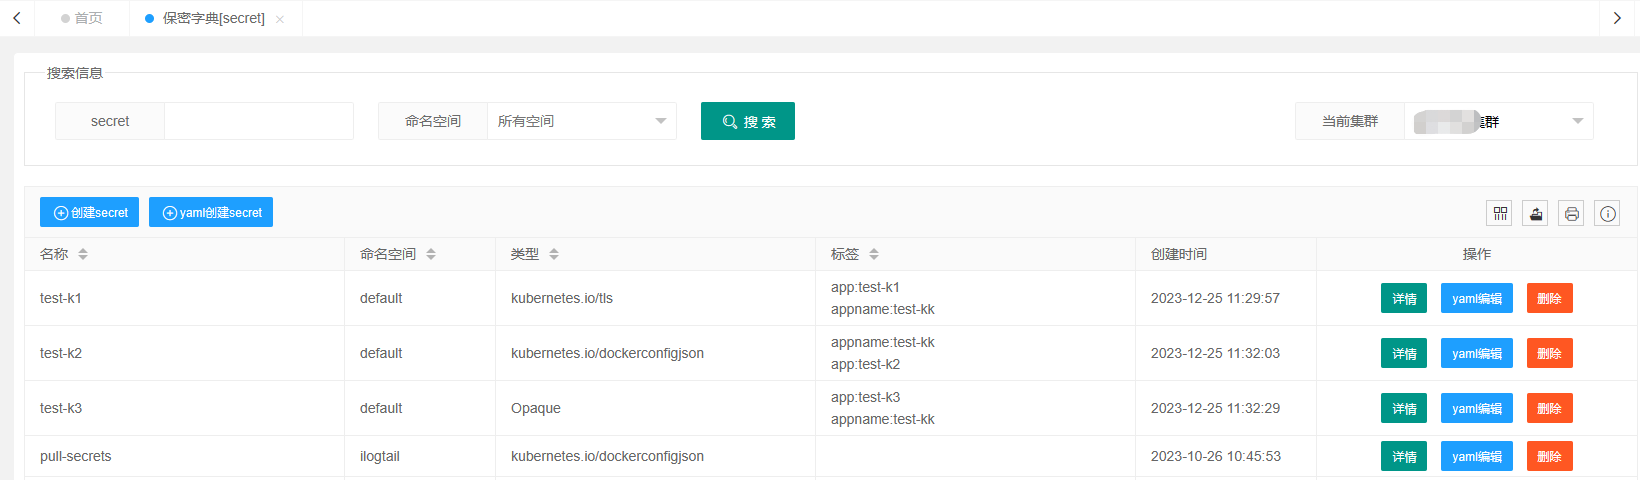 首页 保密字典[secret]
搜索信息
secret 命名空间 所有空间 搜 索 当前集群 集群
创建secret yaml创建secret
名称 命名空间 类型 标签 创建时间 操作
test-k1 default kubernetes.io/tls app:test-k1 appname:test-kk 2023-12-25 11:29:57 详情 yaml编辑 删除
test-k2 default kubernetes.io/dockerconfigjson appname:test-kk app:test-k2 2023-12-25 11:32:03 详情 yaml编辑 删除
test-k3 default Opaque app:test-k3 appname:test-kk 2023-12-25 11:32:29 详情 yaml编辑 删除
pull-secrets ilogtail kubernetes.io/dockerconfigjson 2023-10-26 10:45:53 详情 yaml编辑 删除